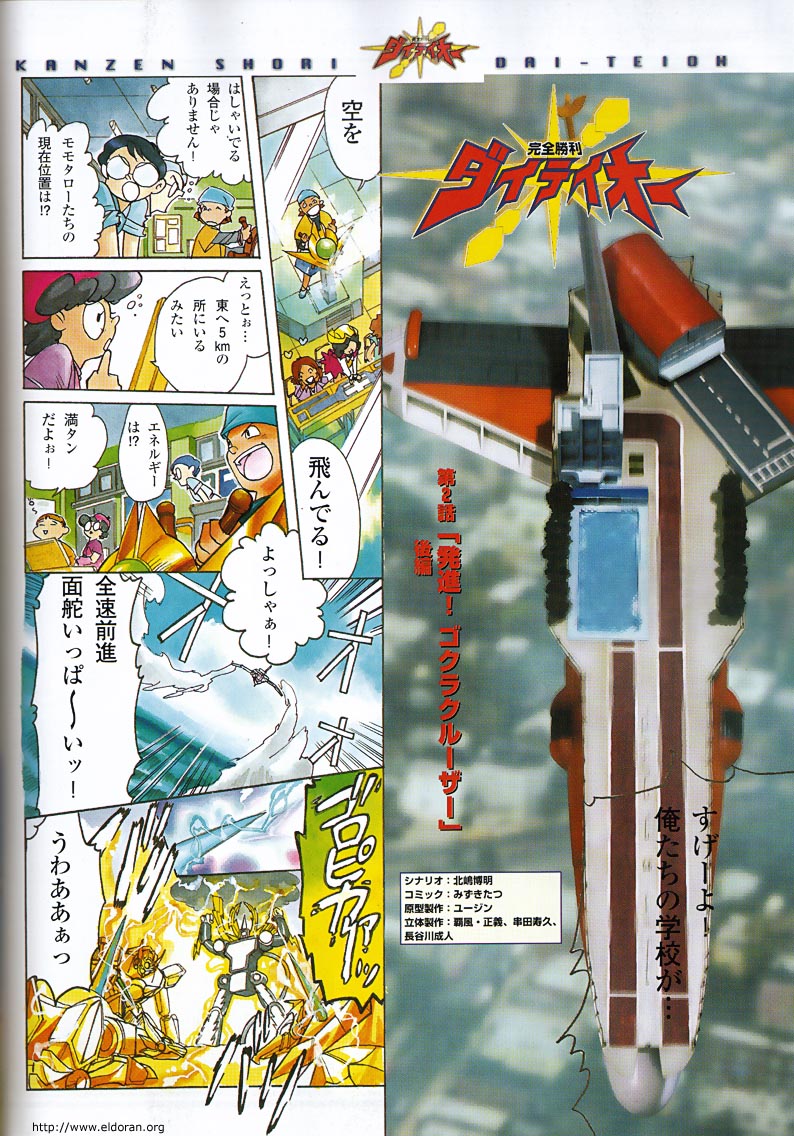 KANZEN SHORI
ダイテイオー
DAI-TEIOH
完全勝利
ダイテイオー
第2話「発進!ゴクラクルーザー」
後編
すげーよ!
俺たちの学校が…
シナリオ：北嶋博明
コミック：みずきたつ
原型製作：ユージン
立体製作：覇風・正義、串田寿久、
長谷川成人
空を
飛んでる!
はしゃいでる
場合じゃ
ありません!
モモタローたちの
現在位置は!?
えっとぉ…
東へ5kmの
所にいる
みたい
エネルギー
は!?
満タン
だよぉ!
よっしゃぁ!
全速前進
面舵いっぱ〜いッ!
オオオオ
ゴロピカァッ
うわああぁっ
http://www.eldoran.org